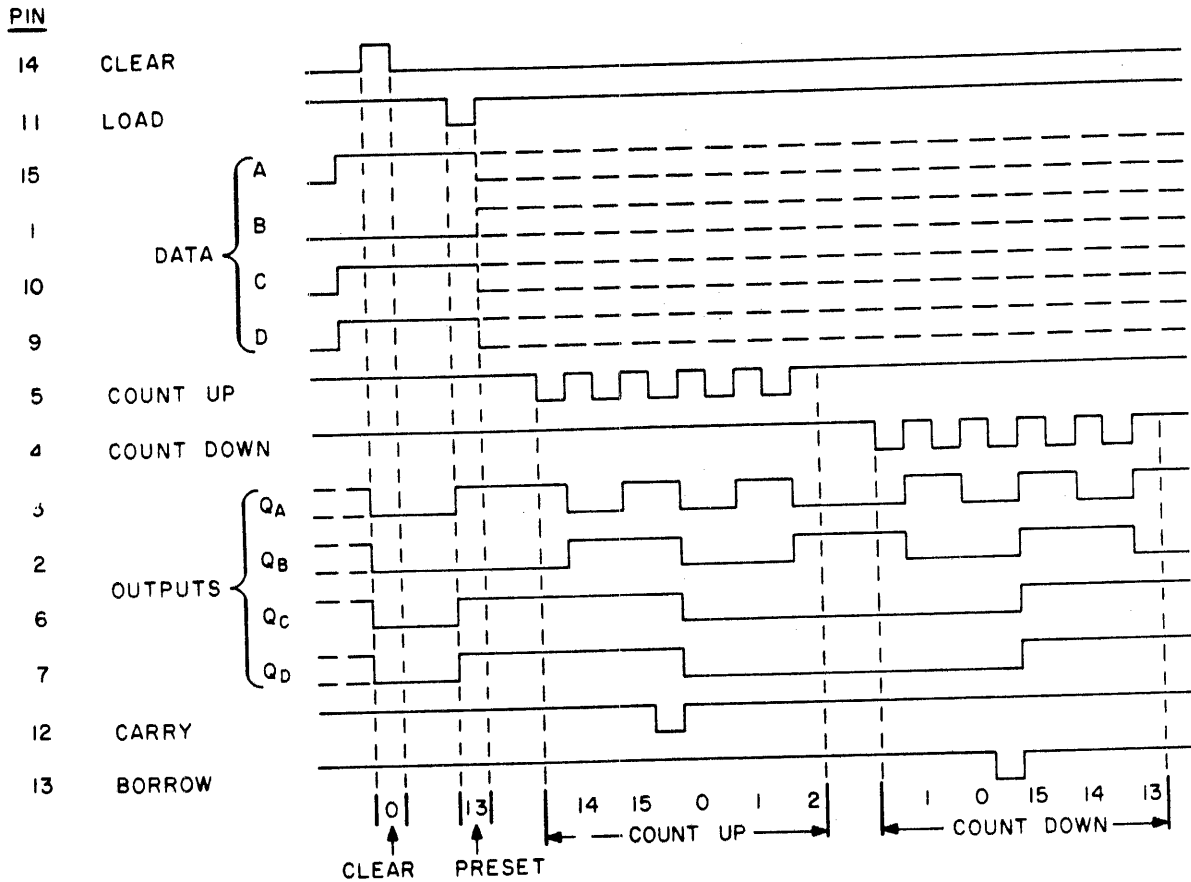 PIN
14 CLEAR
11 LOAD
15 A
1 B
DATA
10 C
9 D
5 COUNT UP
4 COUNT DOWN
3 QA
2 QB
OUTPUTS
6 QC
7 QD
12 CARRY
13 BORROW
0 13 14 15 0 1 2 1 0 15 14 13
COUNT UP COUNT DOWN
CLEAR PRESET